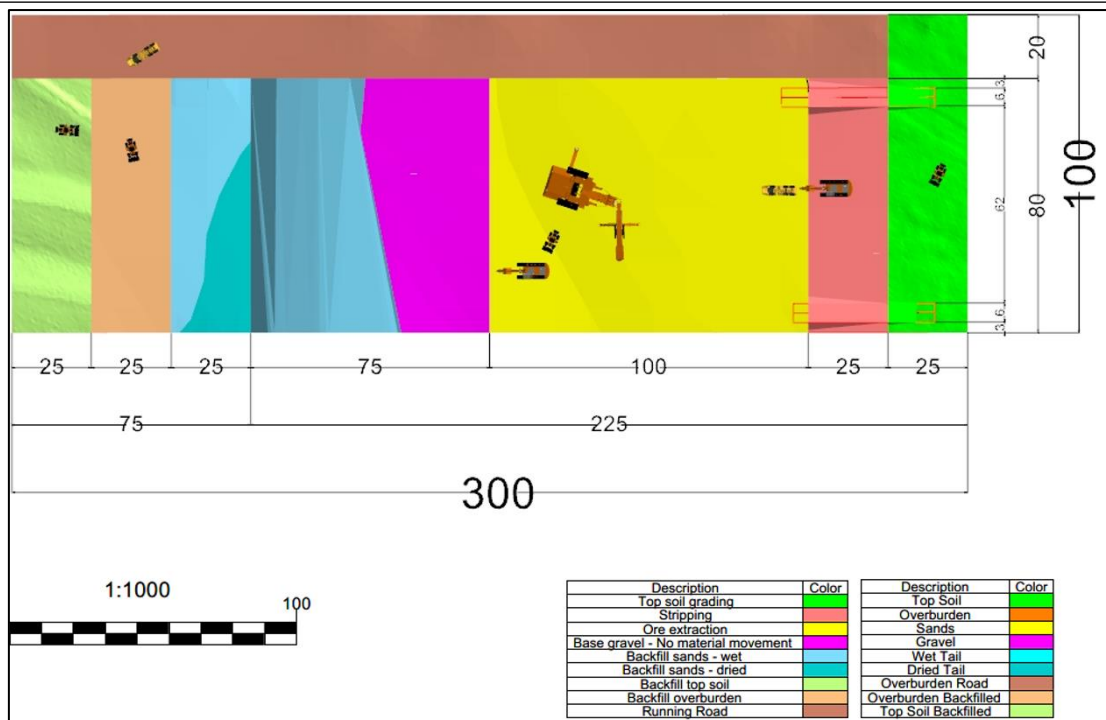 20
3
6
62
80
100
6
3
25 25 25 75 100 25 25
75 225
300
1:1000
100
Description Color
Top soil grading
Stripping
Ore extraction
Base gravel - No material movement
Backfill sands - wet
Backfill sands - dried
Backfill top soil
Backfill overburden
Running Road
Description Color
Top Soil
Overburden
Sands
Gravel
Wet Tail
Dried Tail
Overburden Road
Overburden Backfilled
Top Soil Backfilled